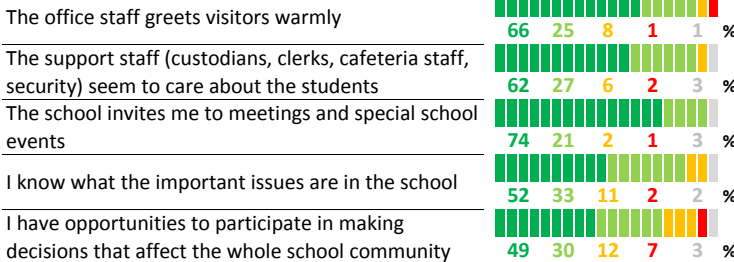 The office staff greets visitors warmly
66 25 8 1 1 %
The support staff (custodians, clerks, cafeteria staff,
security) seem to care about the students
62 27 6 2 3 %
The school invites me to meetings and special school
events
74 21 2 1 3 %
I know what the important issues are in the school
52 33 11 2 2 %
I have opportunities to participate in making
decisions that affect the whole school community
49 30 12 7 3 %